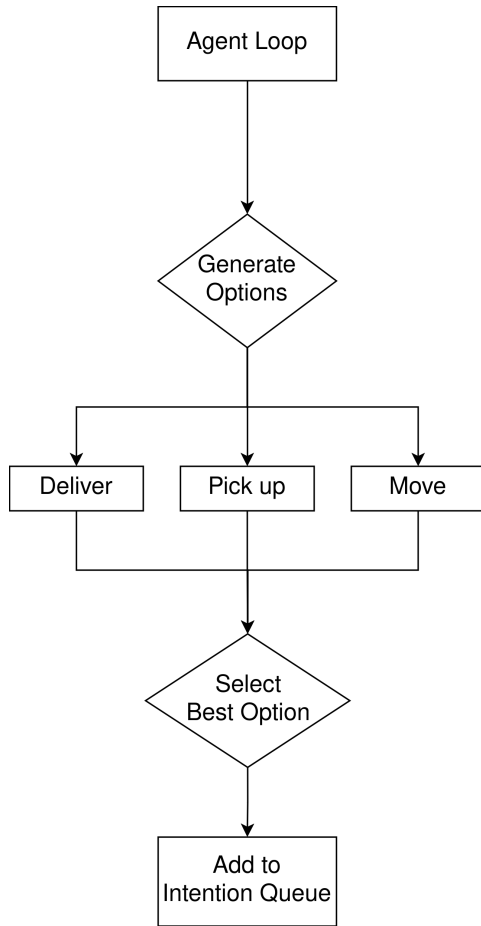 Agent Loop
Generate
Options
Deliver
Pick up
Move
Select
Best Option
Add to
Intention Queue